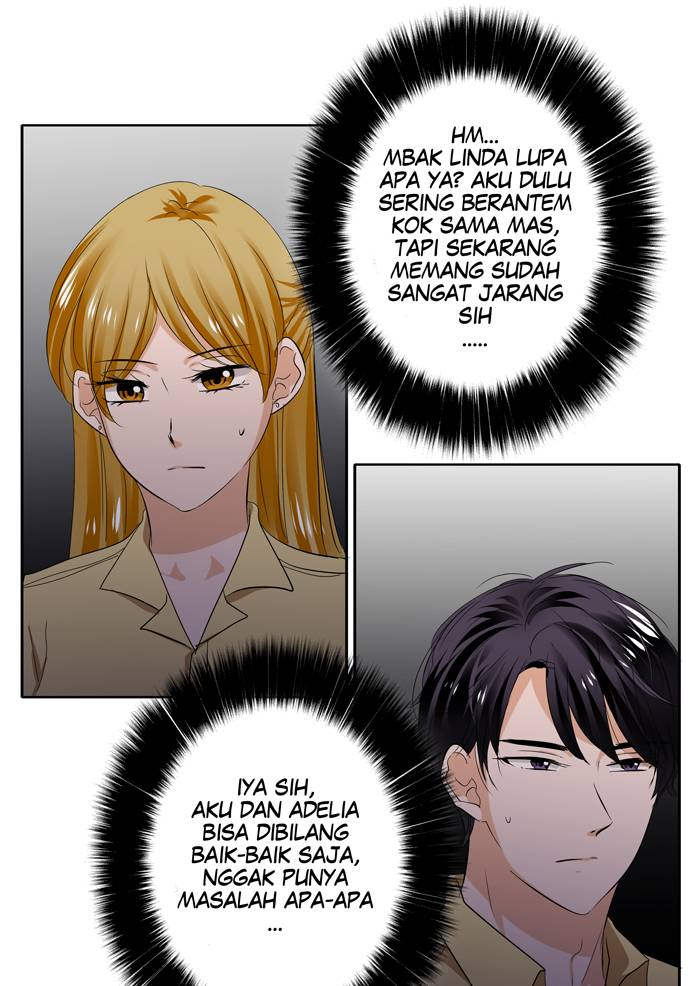 HM...
MBAK LINDA LUPA
APA YA? AKU DULU
SERING BERANTEM
KOK SAMA MAS,
TAPI SEKARANG
MEMANG SUDAH
SANGAT JARANG
SIH
.....
IYA SIH,
AKU DAN ADELIA
BISA DIBILANG
BAIK-BAIK SAJA,
NGGAK PUNYA
MASALAH APA-APA
...